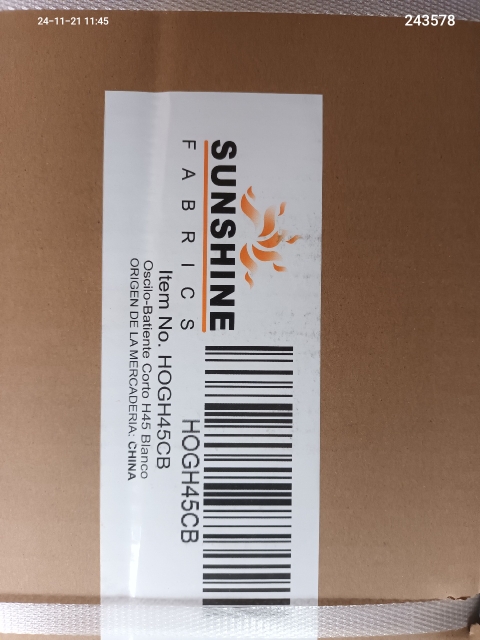 24-11-21 11:45
243578
SUNSHINE
FABRICS
HOGH45CB
Item No. HOGH45CB
Oscilo-Batiente Corto H45 Blanco
ORIGEN DE LA MERCADERIA: CHINA